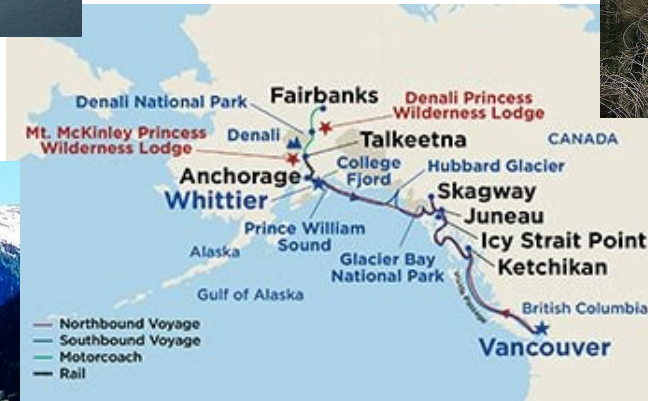 Fairbanks
Denali National Park
Denali Princess
Wilderness Lodge
Mt. McKinley Princess
Wilderness Lodge
Denali
Talkeetna
CANADA
College
Fjord
Hubbard Glacier
Anchorage
Skagway
Whittier
Juneau
Prince William
Sound
Icy Strait Point
Alaska
Glacier Bay
National Park
Ketchikan
Gulf of Alaska
Inside Passage
British Columbia
Northbound Voyage
Southbound Voyage
Vancouver
Motorcoach
Rail